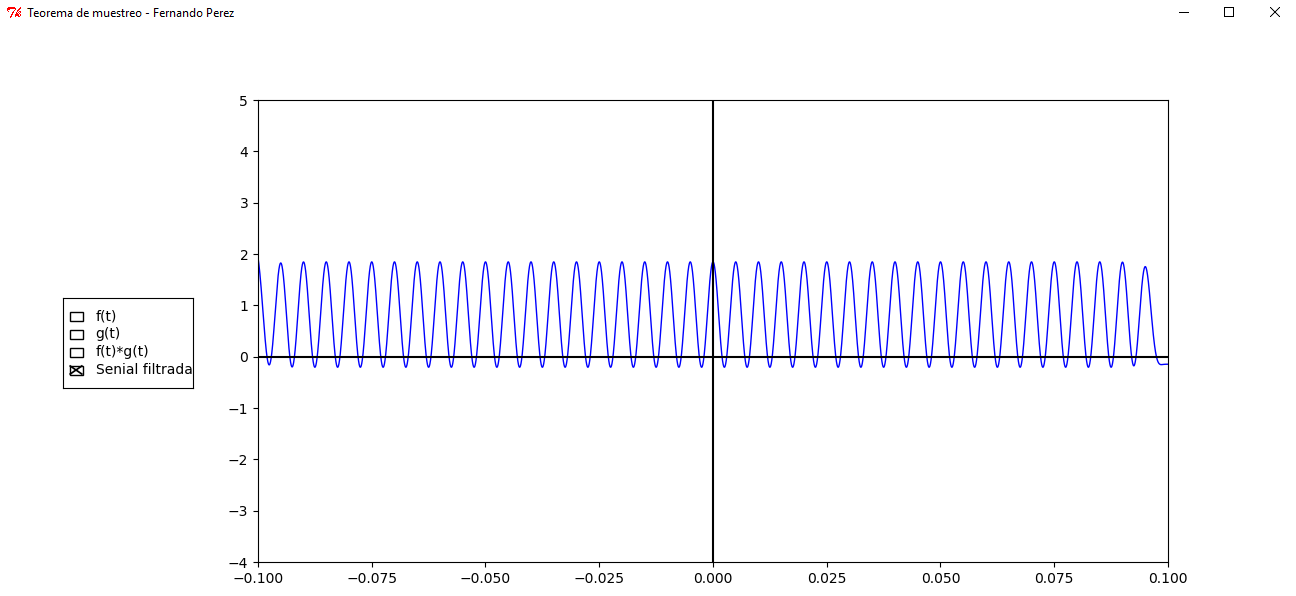 Teorema de muestreo - Fernando Perez
5
4
3
2
1
0
−1
−2
−3
−4
f(t)
g(t)
f(t)*g(t)
Senial filtrada
−0.100 −0.075 −0.050 −0.025 0.000 0.025 0.050 0.075 0.100